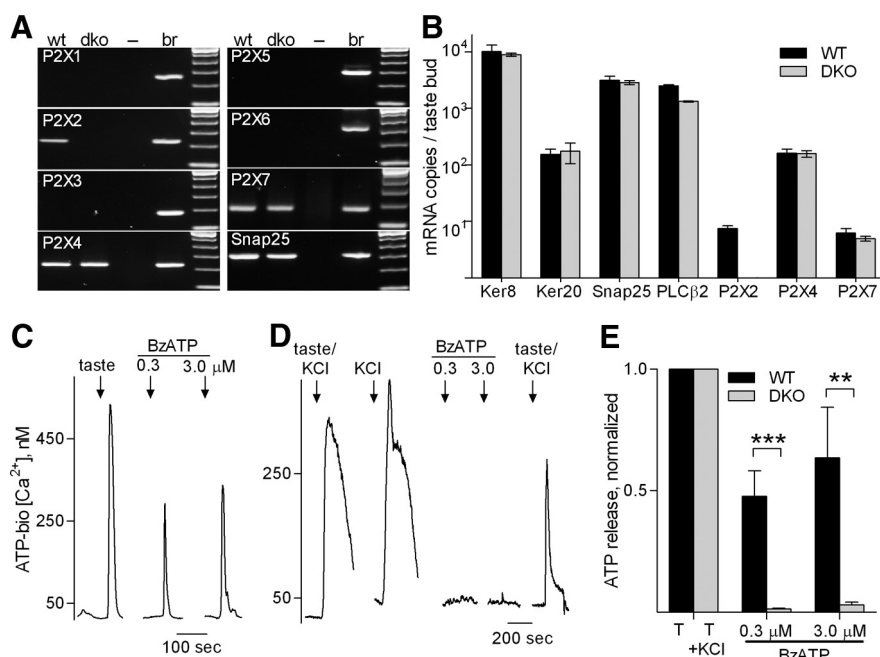 A
wt dko – br wt dko – br
P2X1 P2X5
P2X2 P2X6
P2X3 P2X7
P2X4 Snap25
B
mRNA copies / taste bud
10⁴
10³
10²
10¹
WT
DKO
Ker8 Ker20 Snap25 PLCβ2 P2X2 P2X4 P2X7
C
ATP-bio [Ca²⁺], nM
450
250
50
taste
BzATP
0.3 3.0 μM
100 sec
D
250
50
taste/
KCl
KCl
BzATP
0.3 3.0
taste/
KCl
200 sec
E
ATP release, normalized
1.0
0.5
WT
DKO
***
**
T T
+KCl
0.3 μM 3.0 μM
BzATP